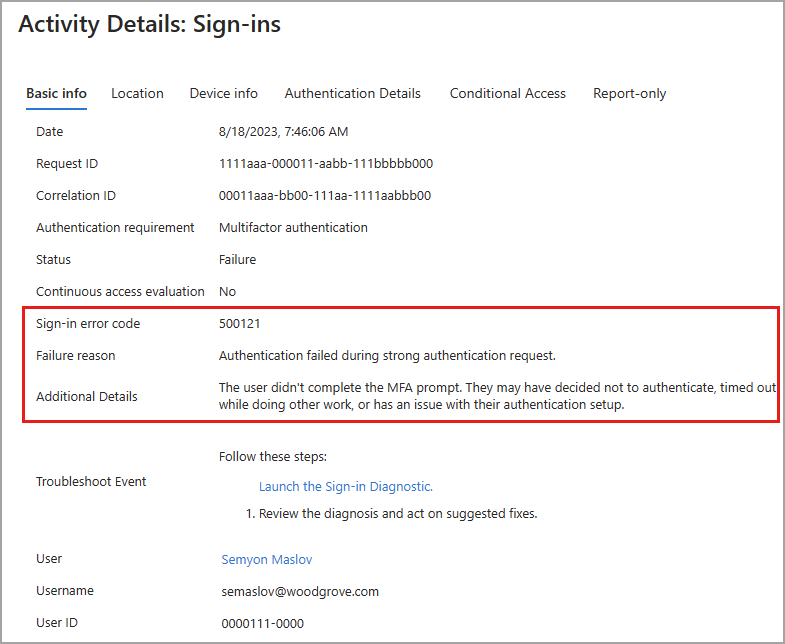 Activity Details: Sign-ins
Basic info Location Device info Authentication Details Conditional Access Report-only
Date 8/18/2023, 7:46:06 AM
Request ID 1111aaa-000011-aabb-111bbbbb000
Correlation ID 00011aaa-bb00-111aa-1111aabbb00
Authentication requirement Multifactor authentication
Status Failure
Continuous access evaluation No
Sign-in error code 500121
Failure reason Authentication failed during strong authentication request.
Additional Details The user didn't complete the MFA prompt. They may have decided not to authenticate, timed out
while doing other work, or has an issue with their authentication setup.
Troubleshoot Event Follow these steps:
Launch the Sign-in Diagnostic.
1. Review the diagnosis and act on suggested fixes.
User Semyon Maslov
Username semaslov@woodgrove.com
User ID 0000111-0000